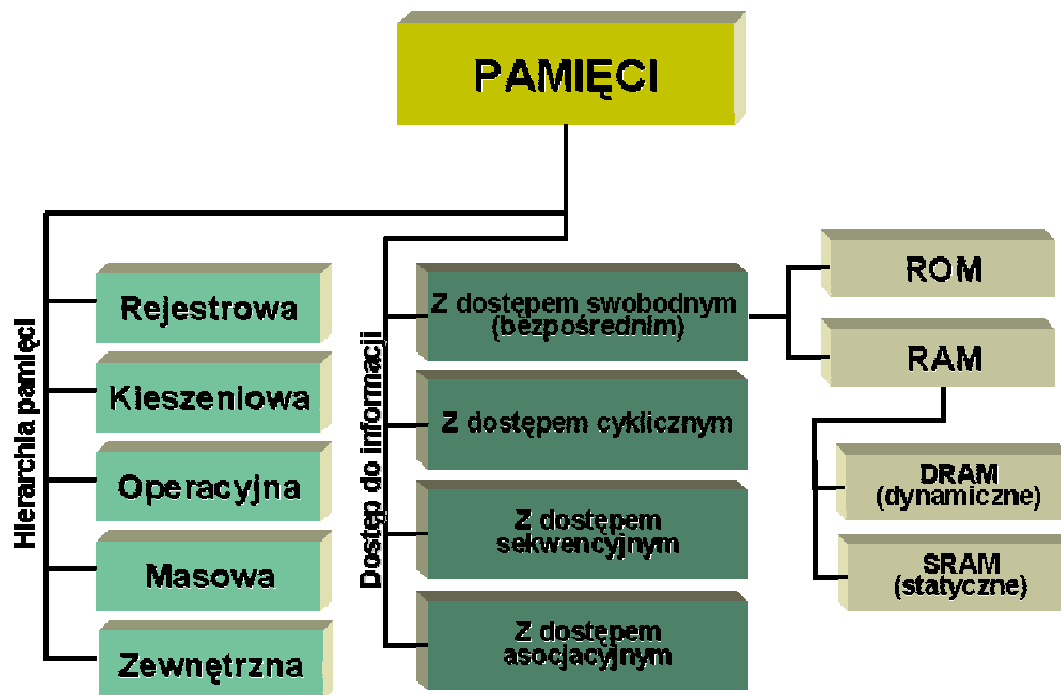 PAMIĘCI
Hierarchia pamięci
Rejestrowa
Kieszeniowa
Operacyjna
Masowa
Zewnętrzna
Dostęp do informacji
Z dostępem swobodnym
(bezpośrednim)
Z dostępem cyklicznym
Z dostępem
sekwencyjnym
Z dostępem
asocjacyjnym
ROM
RAM
DRAM
(dynamiczne)
SRAM
(statyczne)